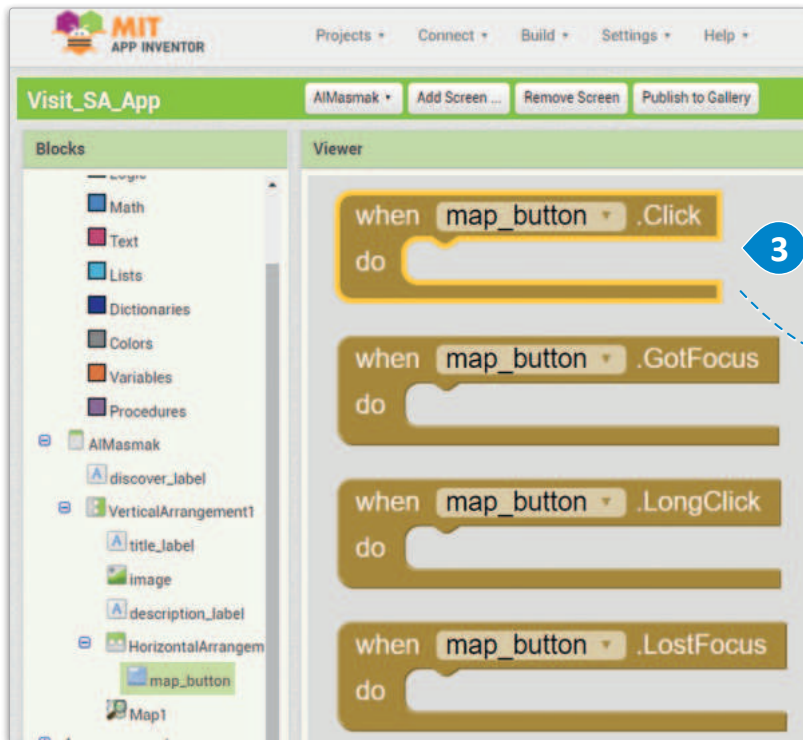 MIT
APP INVENTOR
Projects Connect Build Settings Help
Visit_SA_App
AlMasmak Add Screen ... Remove Screen Publish to Gallery
Blocks
Viewer
Logic
Math
Text
Lists
Dictionaries
Colors
Variables
Procedures
AlMasmak
A discover_label
VerticalArrangement1
A title_label
image
A description_label
HorizontalArrangem
map_button
Map1
when map_button .Click
do
3
when map_button .GotFocus
do
when map_button .LongClick
do
when map_button .LostFocus
do